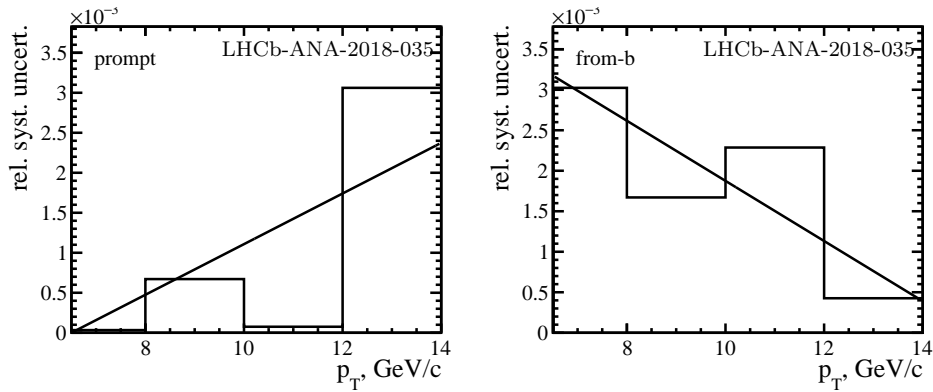 ×10⁻³
rel. syst. uncert.
3.5
3
2.5
2
1.5
1
0.5
0
prompt
LHCb-ANA-2018-035
8 10 12 14
p_T, GeV/c
×10⁻³
rel. syst. uncert.
3.5
3
2.5
2
1.5
1
0.5
0
from-b
LHCb-ANA-2018-035
8 10 12 14
p_T, GeV/c